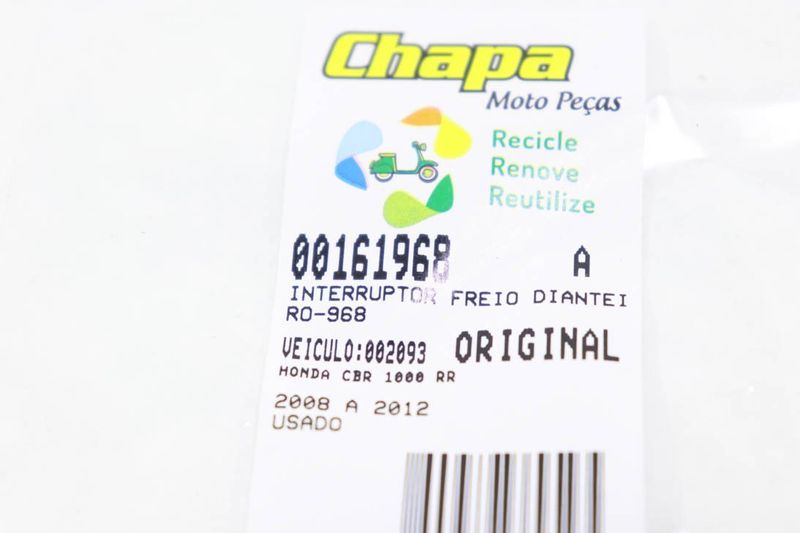 Chapa
Moto Peças
Recicle
Renove
Reutilize
00161968 A
INTERRUPTOR FREIO DIANTEI
RO-968
VEICULO:002093 ORIGINAL
HONDA CBR 1000 RR
2008 A 2012
USADO